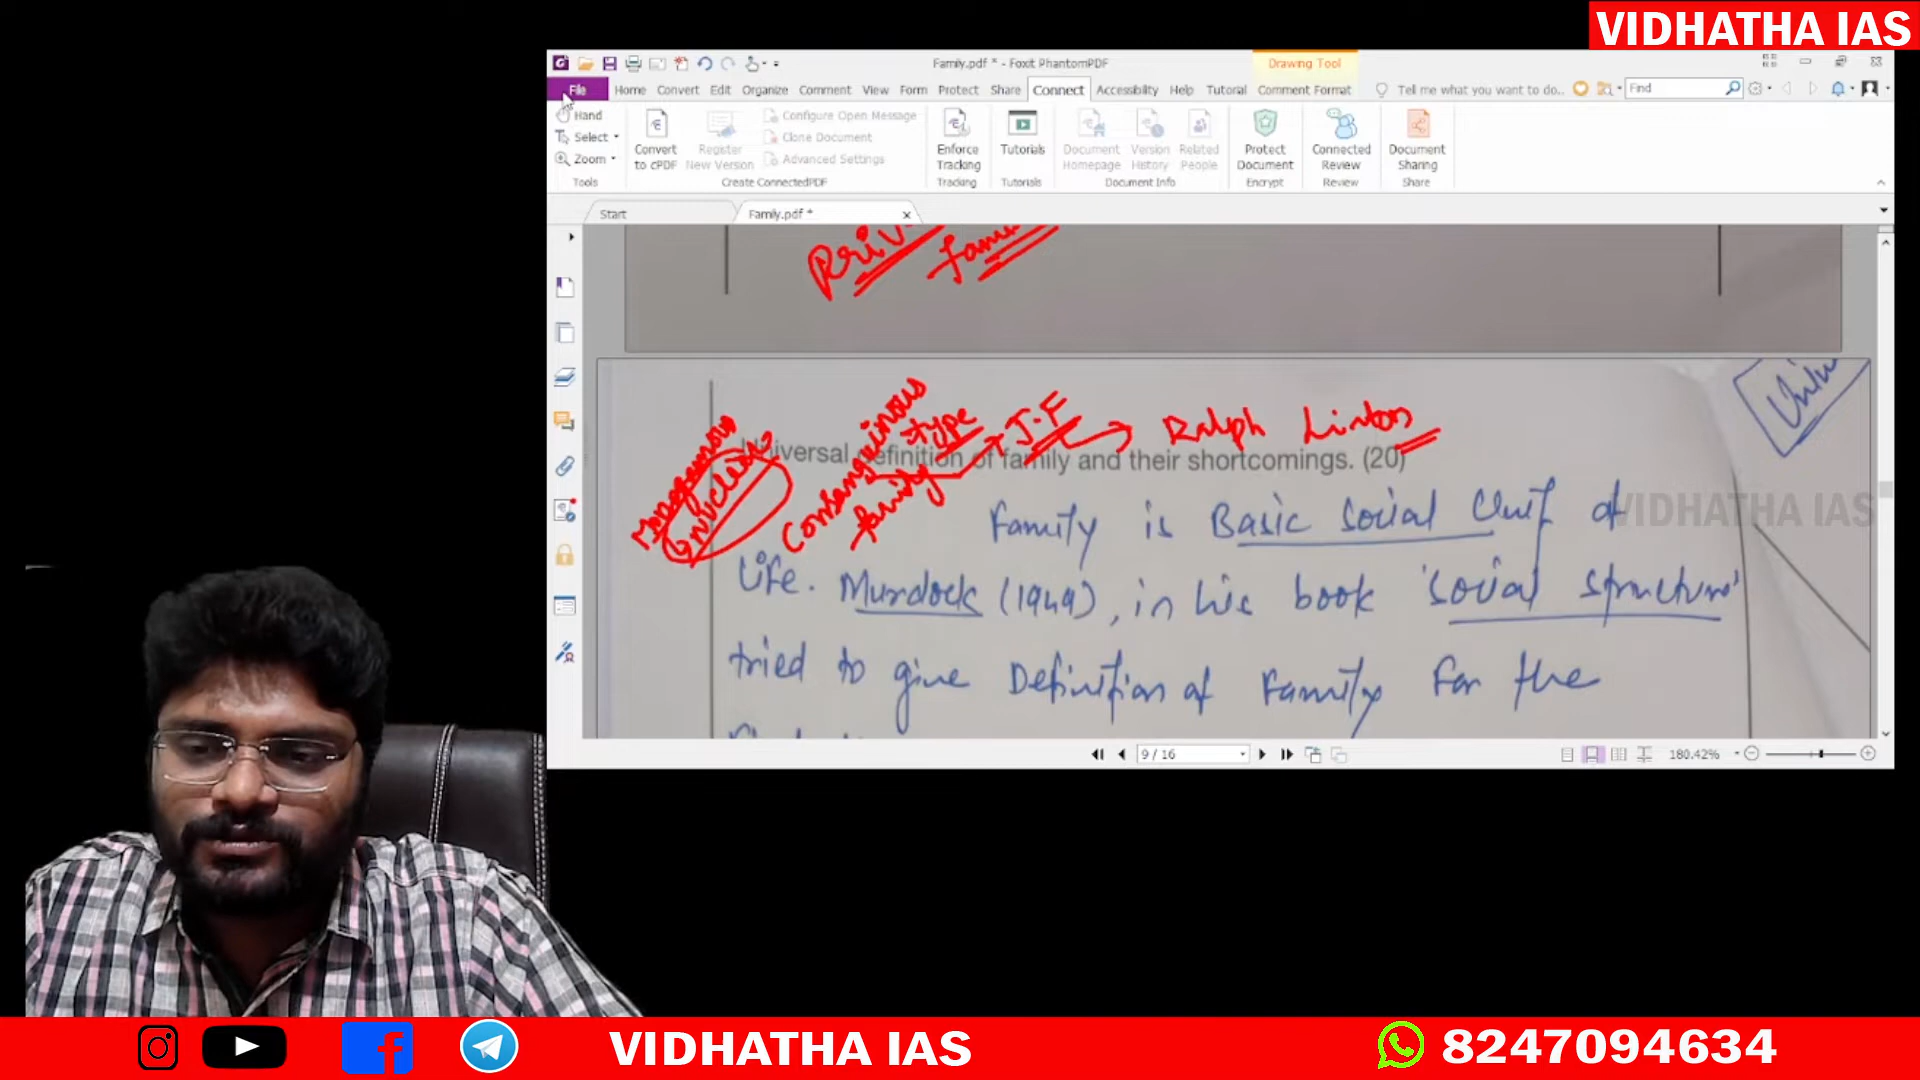 VIDHATHA IAS
Family.pdf * - Foxit PhantomPDF
Drawing Tool
File Home Convert Edit Organize Comment View Form Protect Share Connect Accessibility Help Tutorial Comment Format Tell me what you want to do.. Find
Hand
Select
Zoom
Tools
Convert to cPDF
Register New Version
Configure Open Message
Clone Document
Advanced Settings
Create ConnectedPDF
Enforce Tracking
Tracking
Tutorials
Tutorials
Document Homepage
Version History
Related People
Document Info
Protect Document
Encrypt
Connected Review
Review
Document Sharing
Share
Start
Family.pdf *
Monogamous
Consanguinous
type
family
J.F
Ralph Linton
Universal definition of family and their shortcomings. (20)
VIDHATHA IAS
Family is Basic social Unit of
Life. Murdock (1949), in his book 'social structure'
tried to give Definition of Family for the
9 / 16
180.42%
VIDHATHA IAS
8247094634